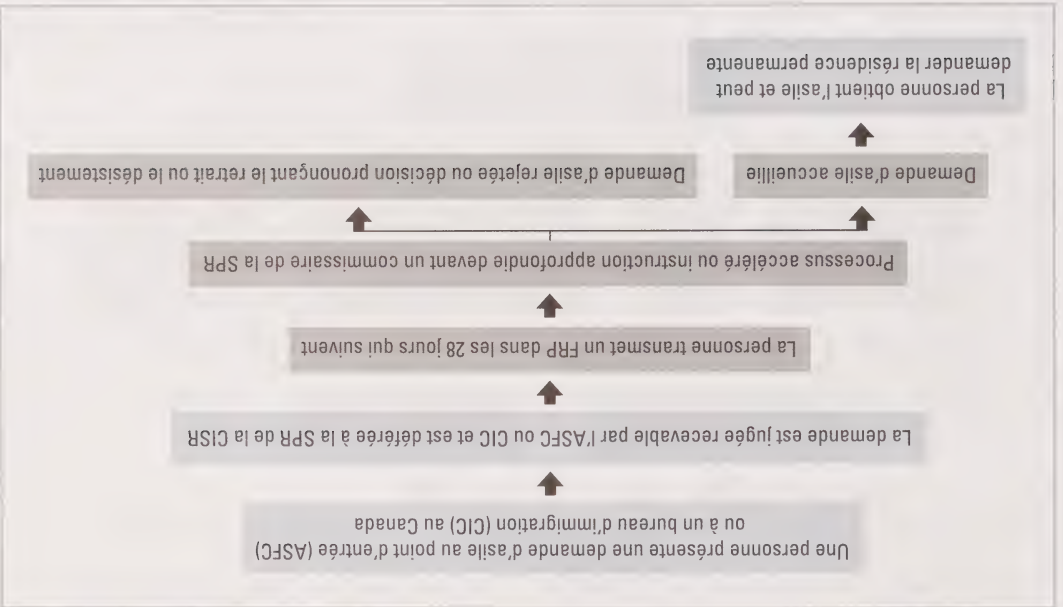 Une personne présente une demande d'asile au point d'entrée (ASFC)
ou à un bureau d'immigration (CIC) au Canada
La demande est jugée recevable par l'ASFC ou CIC et est déférée à la SPR de la CISR
La personne transmet un FRP dans les 28 jours qui suivent
Processus accéléré ou instruction approfondie devant un commissaire de la SPR
Demande d'asile rejetée ou décision prononçant le retrait ou le désistement
Demande d'asile accueillie
La personne obtient l'asile et peut
demander la résidence permanente